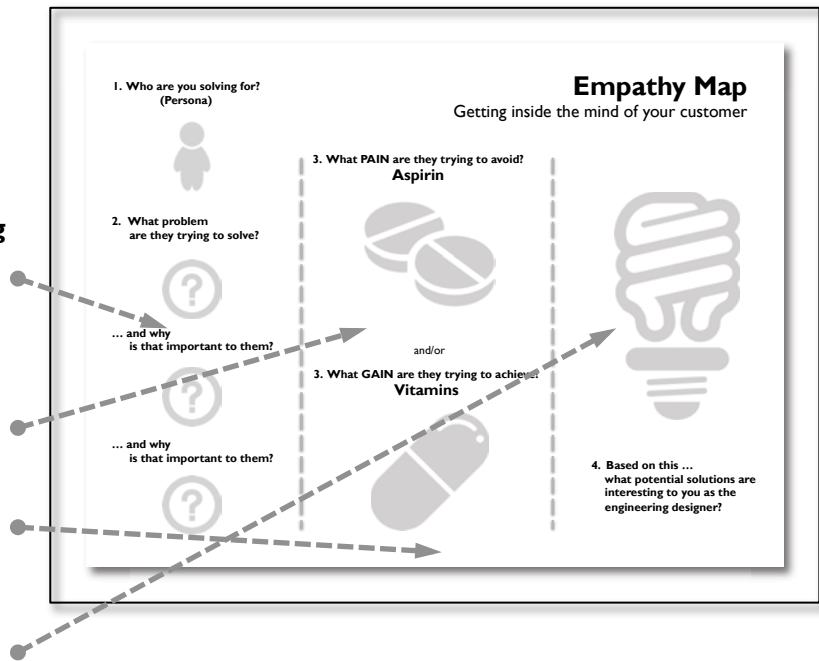 Empathy Map
Getting inside the mind of your customer
1. Who are you solving for?
(Persona)
2. What problem
are they trying to solve?
?
... and why
is that important to them?
?
... and why
is that important to them?
?
3. What PAIN are they trying to avoid?
Aspirin
and/or
3. What GAIN are they trying to achieve?
Vitamins
4. Based on this ...
what potential solutions are
interesting to you as the
engineering designer?
g